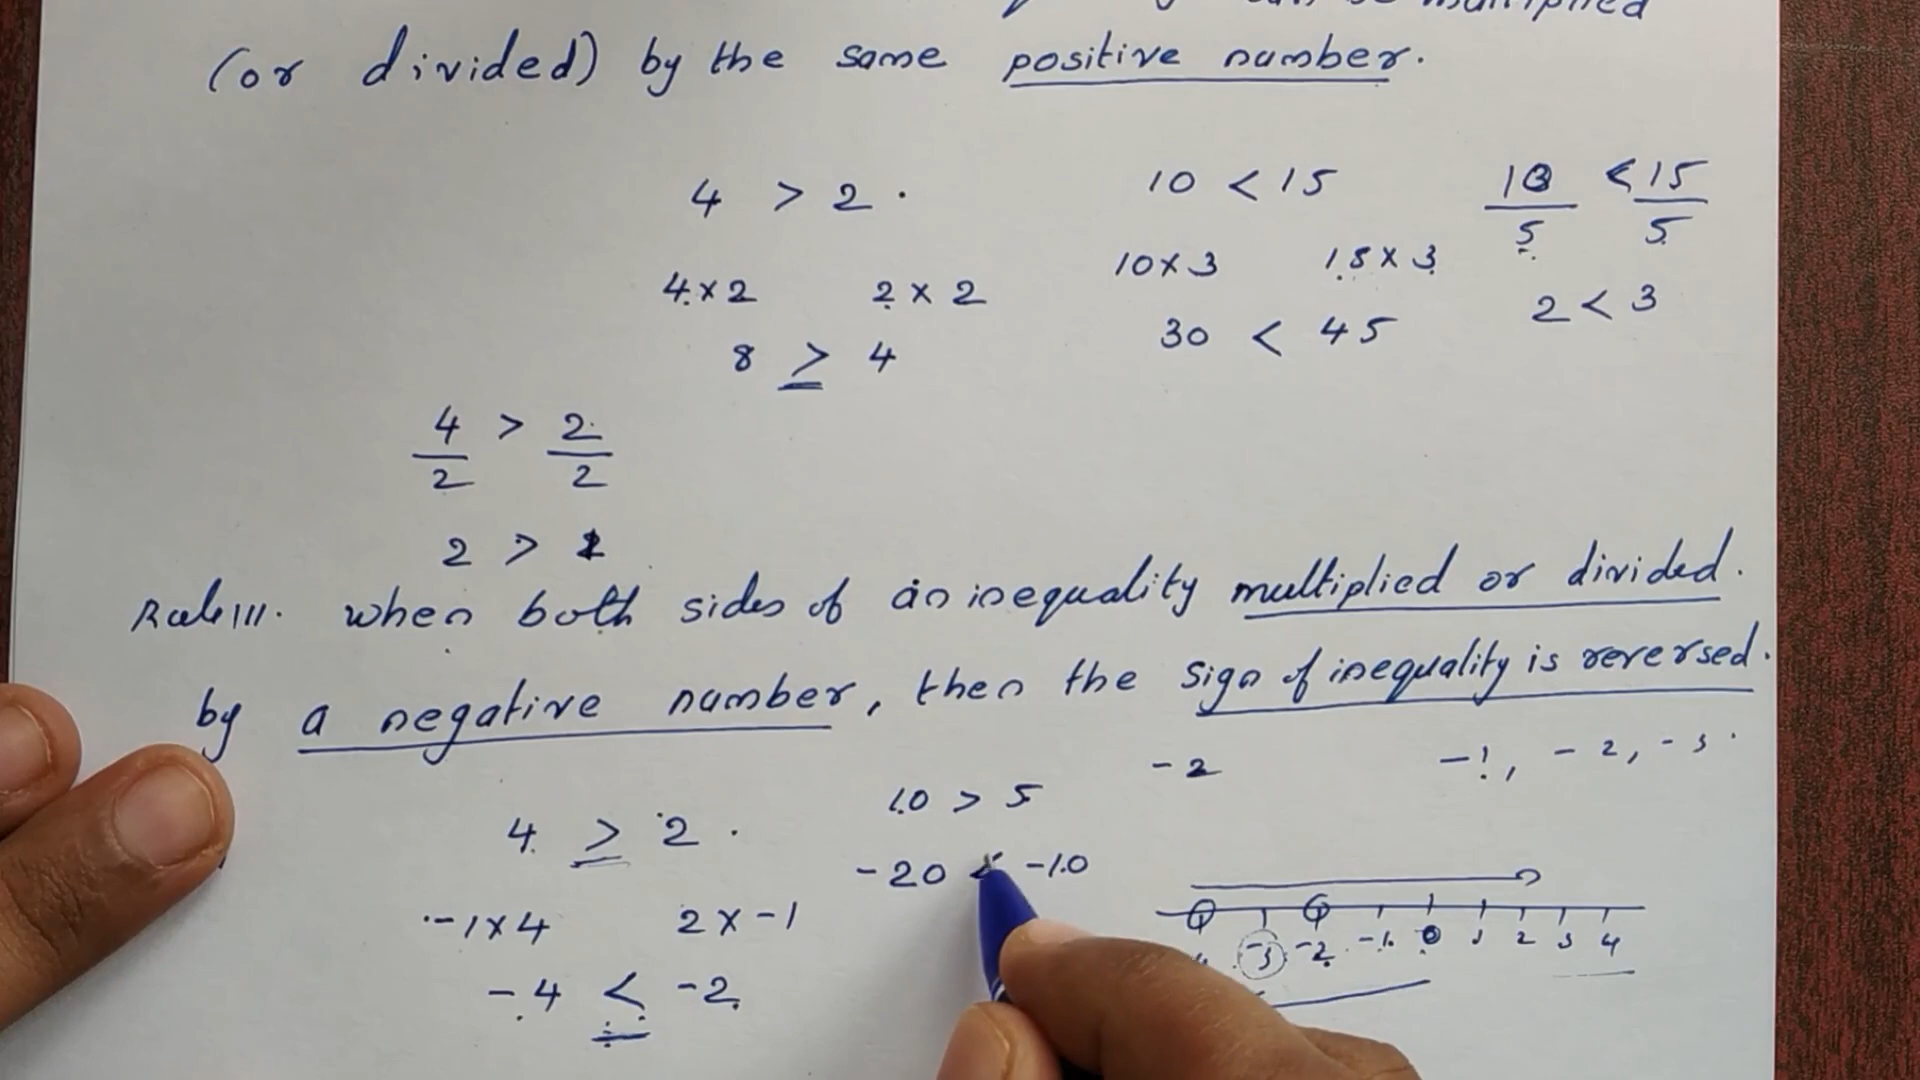 multiplied
(or divided) by the same positive number.
4 > 2
4 x 2 2 x 2
8 > 4
10 < 15
10 x 3 15 x 3
30 < 45
10 < 15
5 5
2 < 3
4 > 2
2 2
2 > 1
Rule III. when both sides of an inequality multiplied or divided.
by a negative number, then the sign of inequality is reversed.
-2 -1, -2, -3
4 > 2
-1 x 4 2 x -1
-4 < -2
10 > 5
-20 < -10
-3 -2 -1 0 1 2 3 4